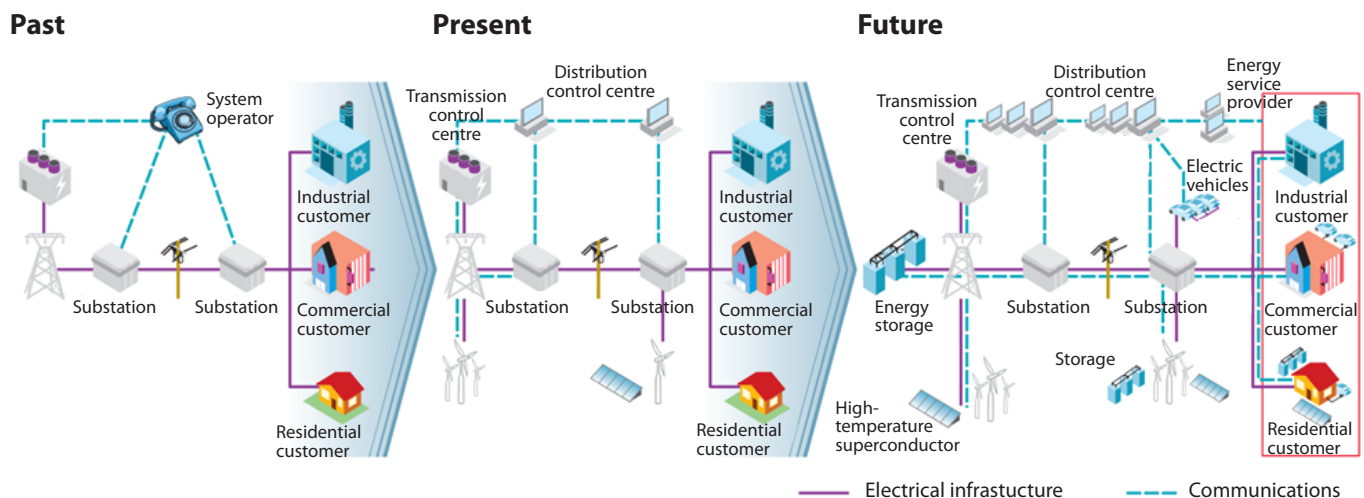 Past
System
operator
Substation
Substation
Industrial
customer
Commercial
customer
Residential
customer
Present
Transmission
control
centre
Distribution
control centre
Substation
Substation
Industrial
customer
Commercial
customer
Residential
customer
Future
Transmission
control
centre
Distribution
control centre
Energy
service
provider
Electric
vehicles
Energy
storage
Substation
Substation
Storage
High-
temperature
superconductor
Industrial
customer
Commercial
customer
Residential
customer
Electrical infrastucture
Communications